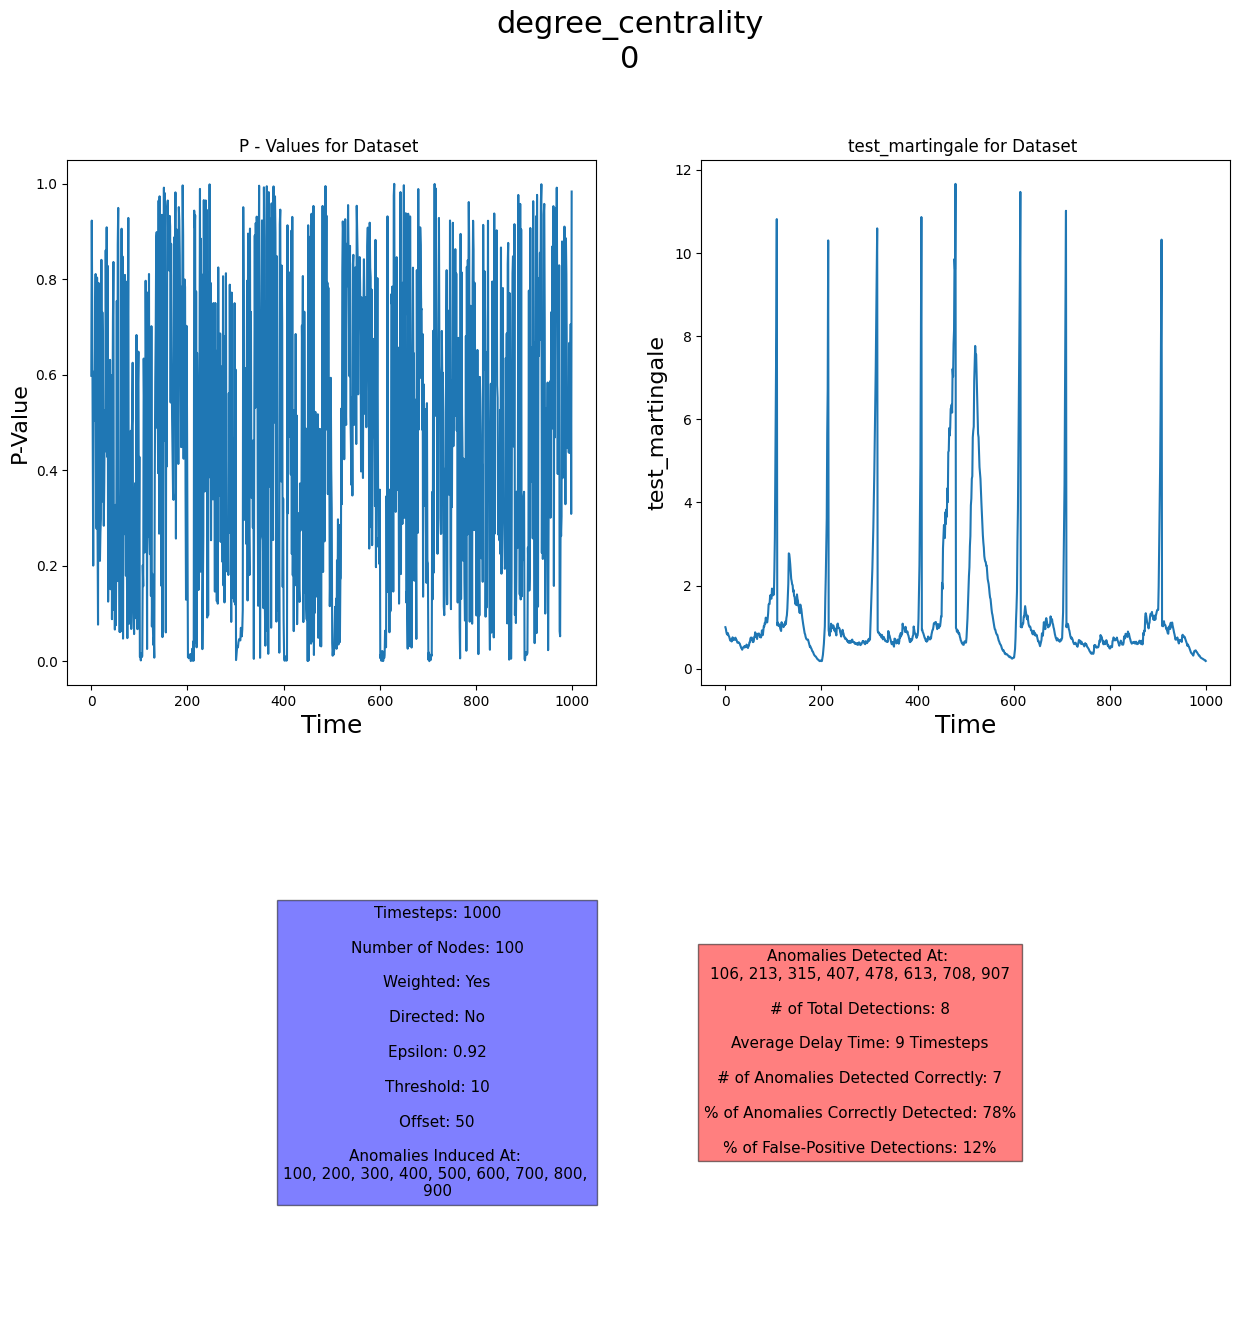 degree_centrality
0
P - Values for Dataset
1.0
0.8
0.6
0.4
0.2
0.0
P-Value
0
200
400
600
800
1000
Time
test_martingale for Dataset
12
10
8
6
4
2
0
test_martingale
0
200
400
600
800
1000
Time
Timesteps: 1000
Number of Nodes: 100
Weighted: Yes
Directed: No
Epsilon: 0.92
Threshold: 10
Offset: 50
Anomalies Induced At:
100, 200, 300, 400, 500, 600, 700, 800,
900
Anomalies Detected At:
106, 213, 315, 407, 478, 613, 708, 907
# of Total Detections: 8
Average Delay Time: 9 Timesteps
# of Anomalies Detected Correctly: 7
% of Anomalies Correctly Detected: 78%
% of False-Positive Detections: 12%